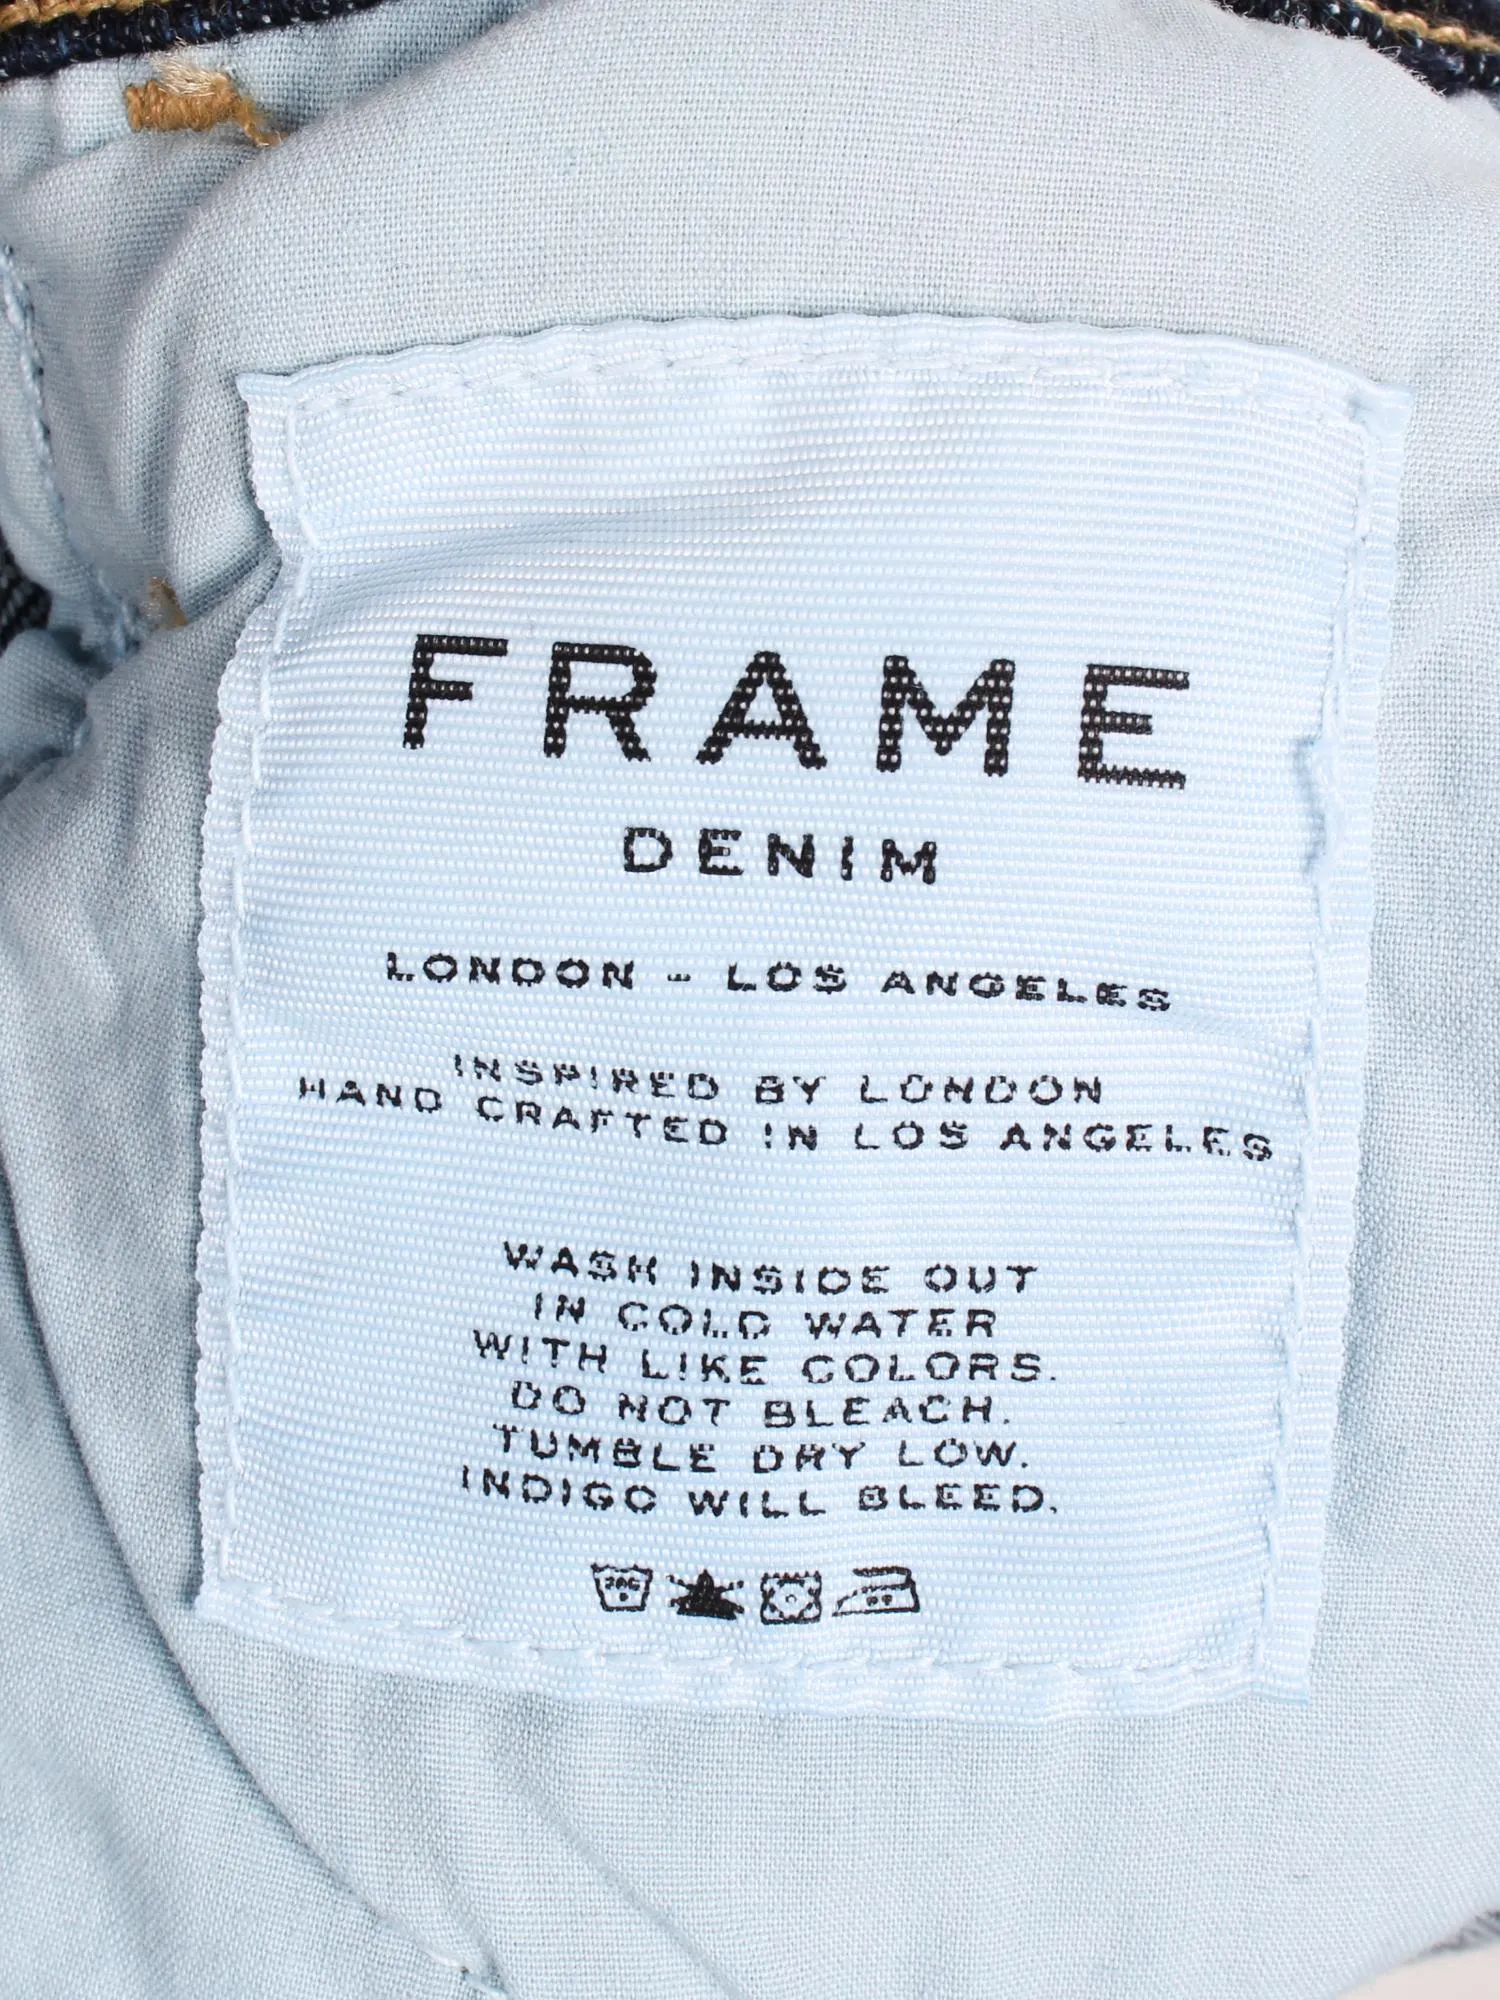 FRAME
DENIM
LONDON - LOS ANGELES
INSPIRED BY LONDON
HAND CRAFTED IN LOS ANGELES
WASH INSIDE OUT
IN COLD WATER
WITH LIKE COLORS.
DO NOT BLEACH.
TUMBLE DRY LOW.
INDIGO WILL BLEED.